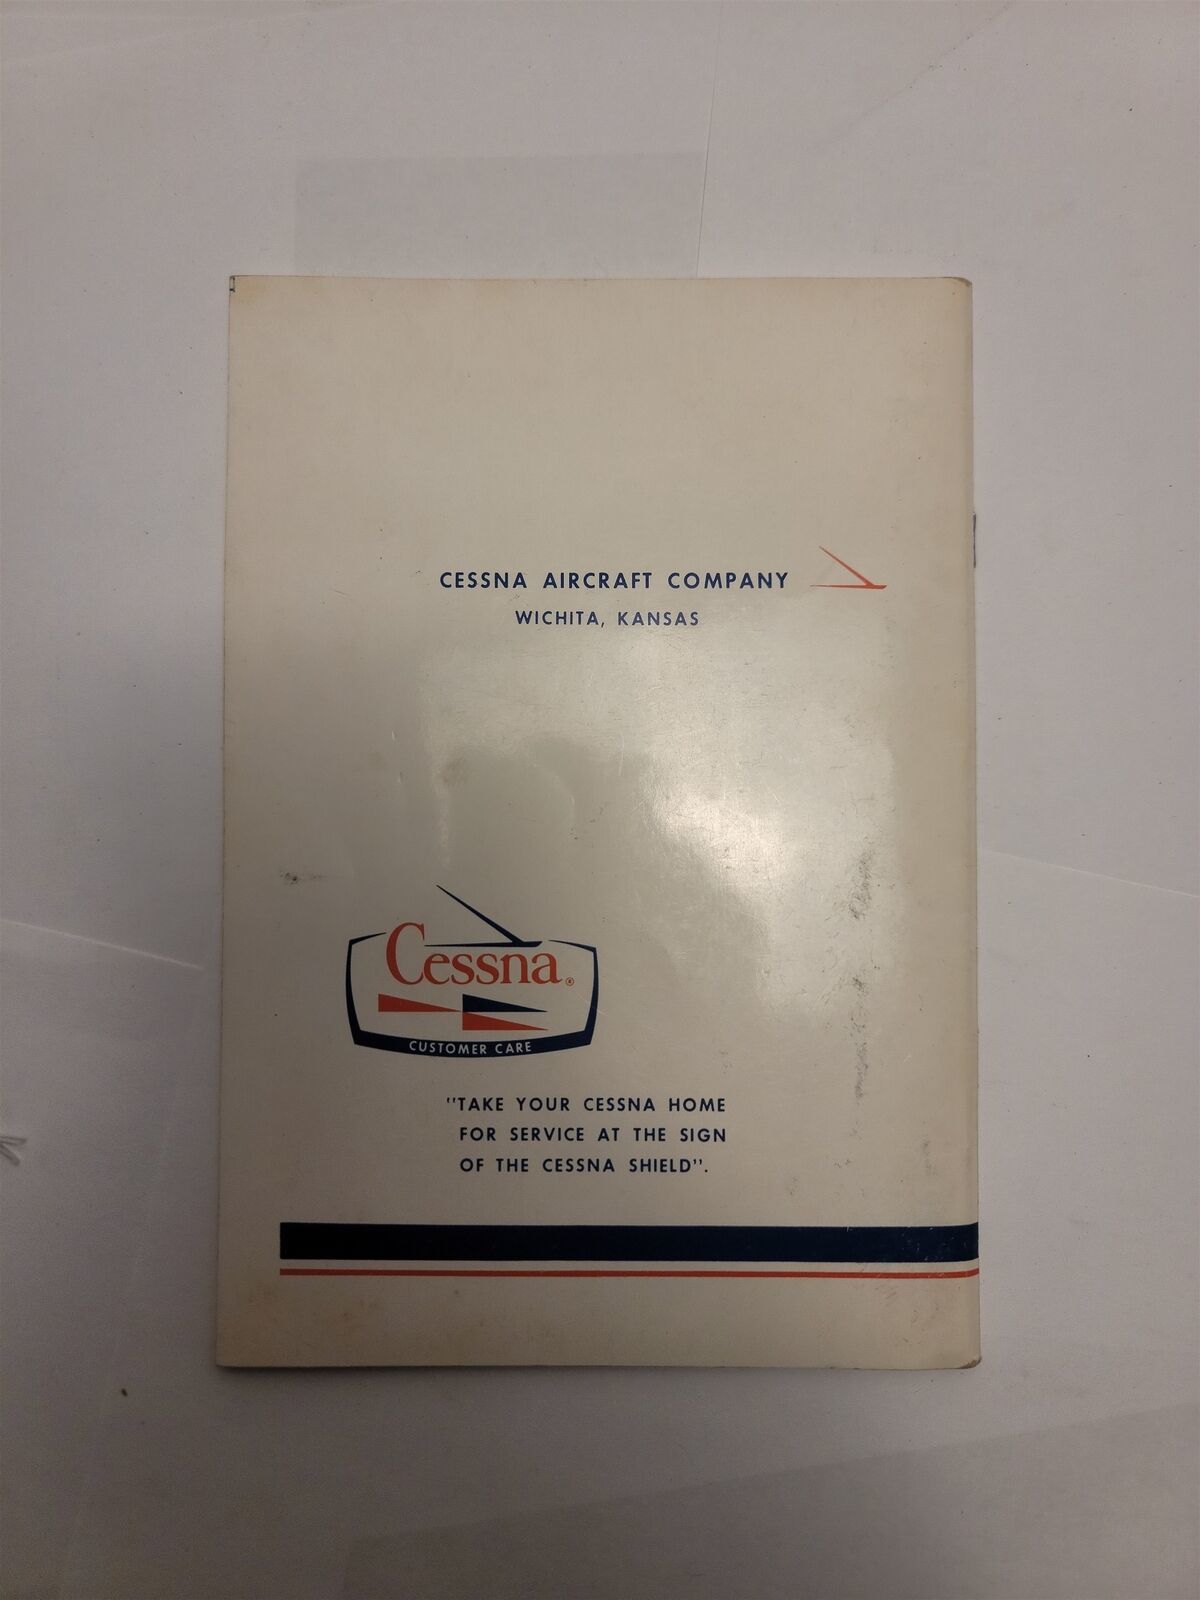 CESSNA AIRCRAFT COMPANY
WICHITA, KANSAS
Cessna®
CUSTOMER CARE
"TAKE YOUR CESSNA HOME
FOR SERVICE AT THE SIGN
OF THE CESSNA SHIELD".